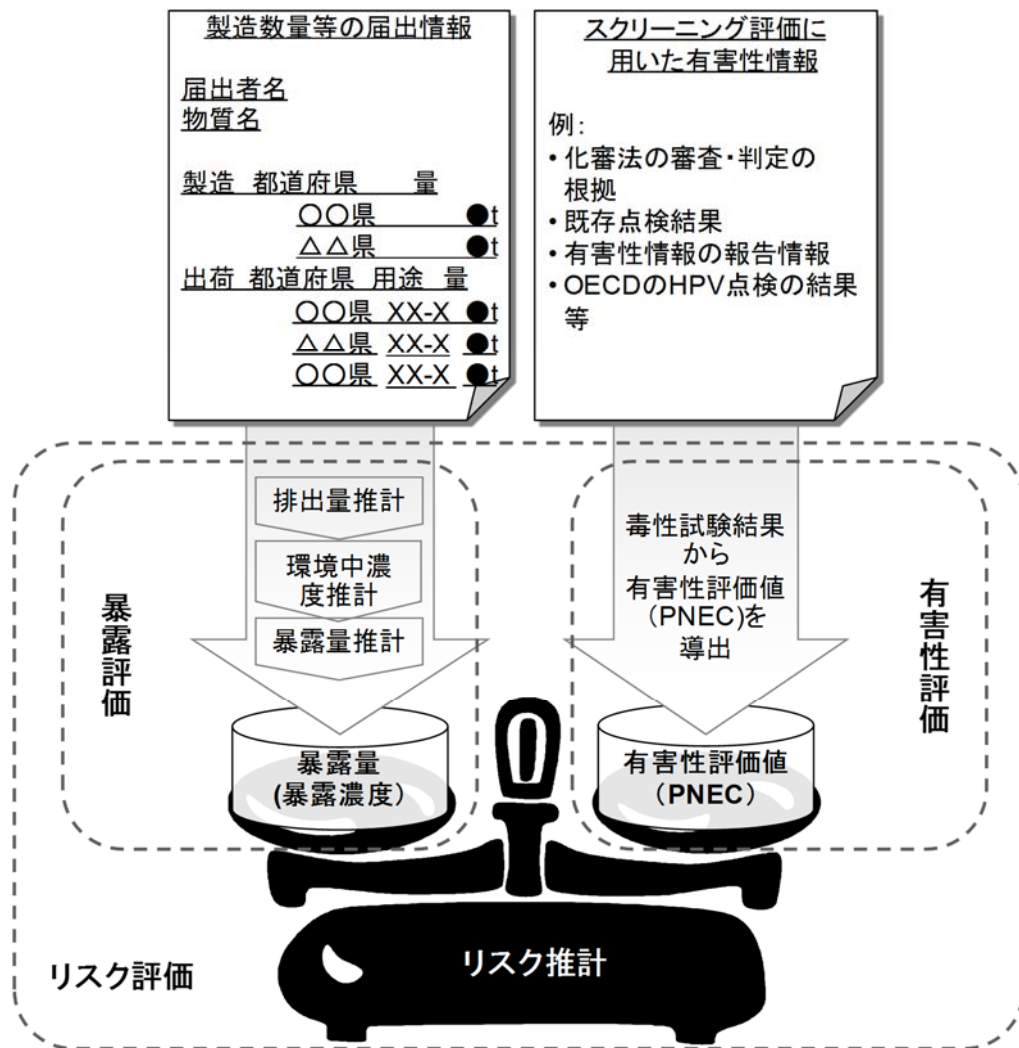 製造数量等の届出情報
届出者名
物質名
製造 都道府県 量
〇〇県 ●t
△△県 ●t
出荷 都道府県 用途 量
〇〇県 XX-X ●t
△△県 XX-X ●t
〇〇県 XX-X ●t
スクリーニング評価に
用いた有害性情報
例：
・化審法の審査・判定の
根拠
・既存点検結果
・有害性情報の報告情報
・OECDのHPV点検の結果
等
排出量推計
環境中濃
度推計
暴露量推計
暴露評価
毒性試験結果
から
有害性評価値
（PNEC)を
導出
有害性評価
暴露量
(暴露濃度）
有害性評価値
（PNEC）
リスク推計
リスク評価